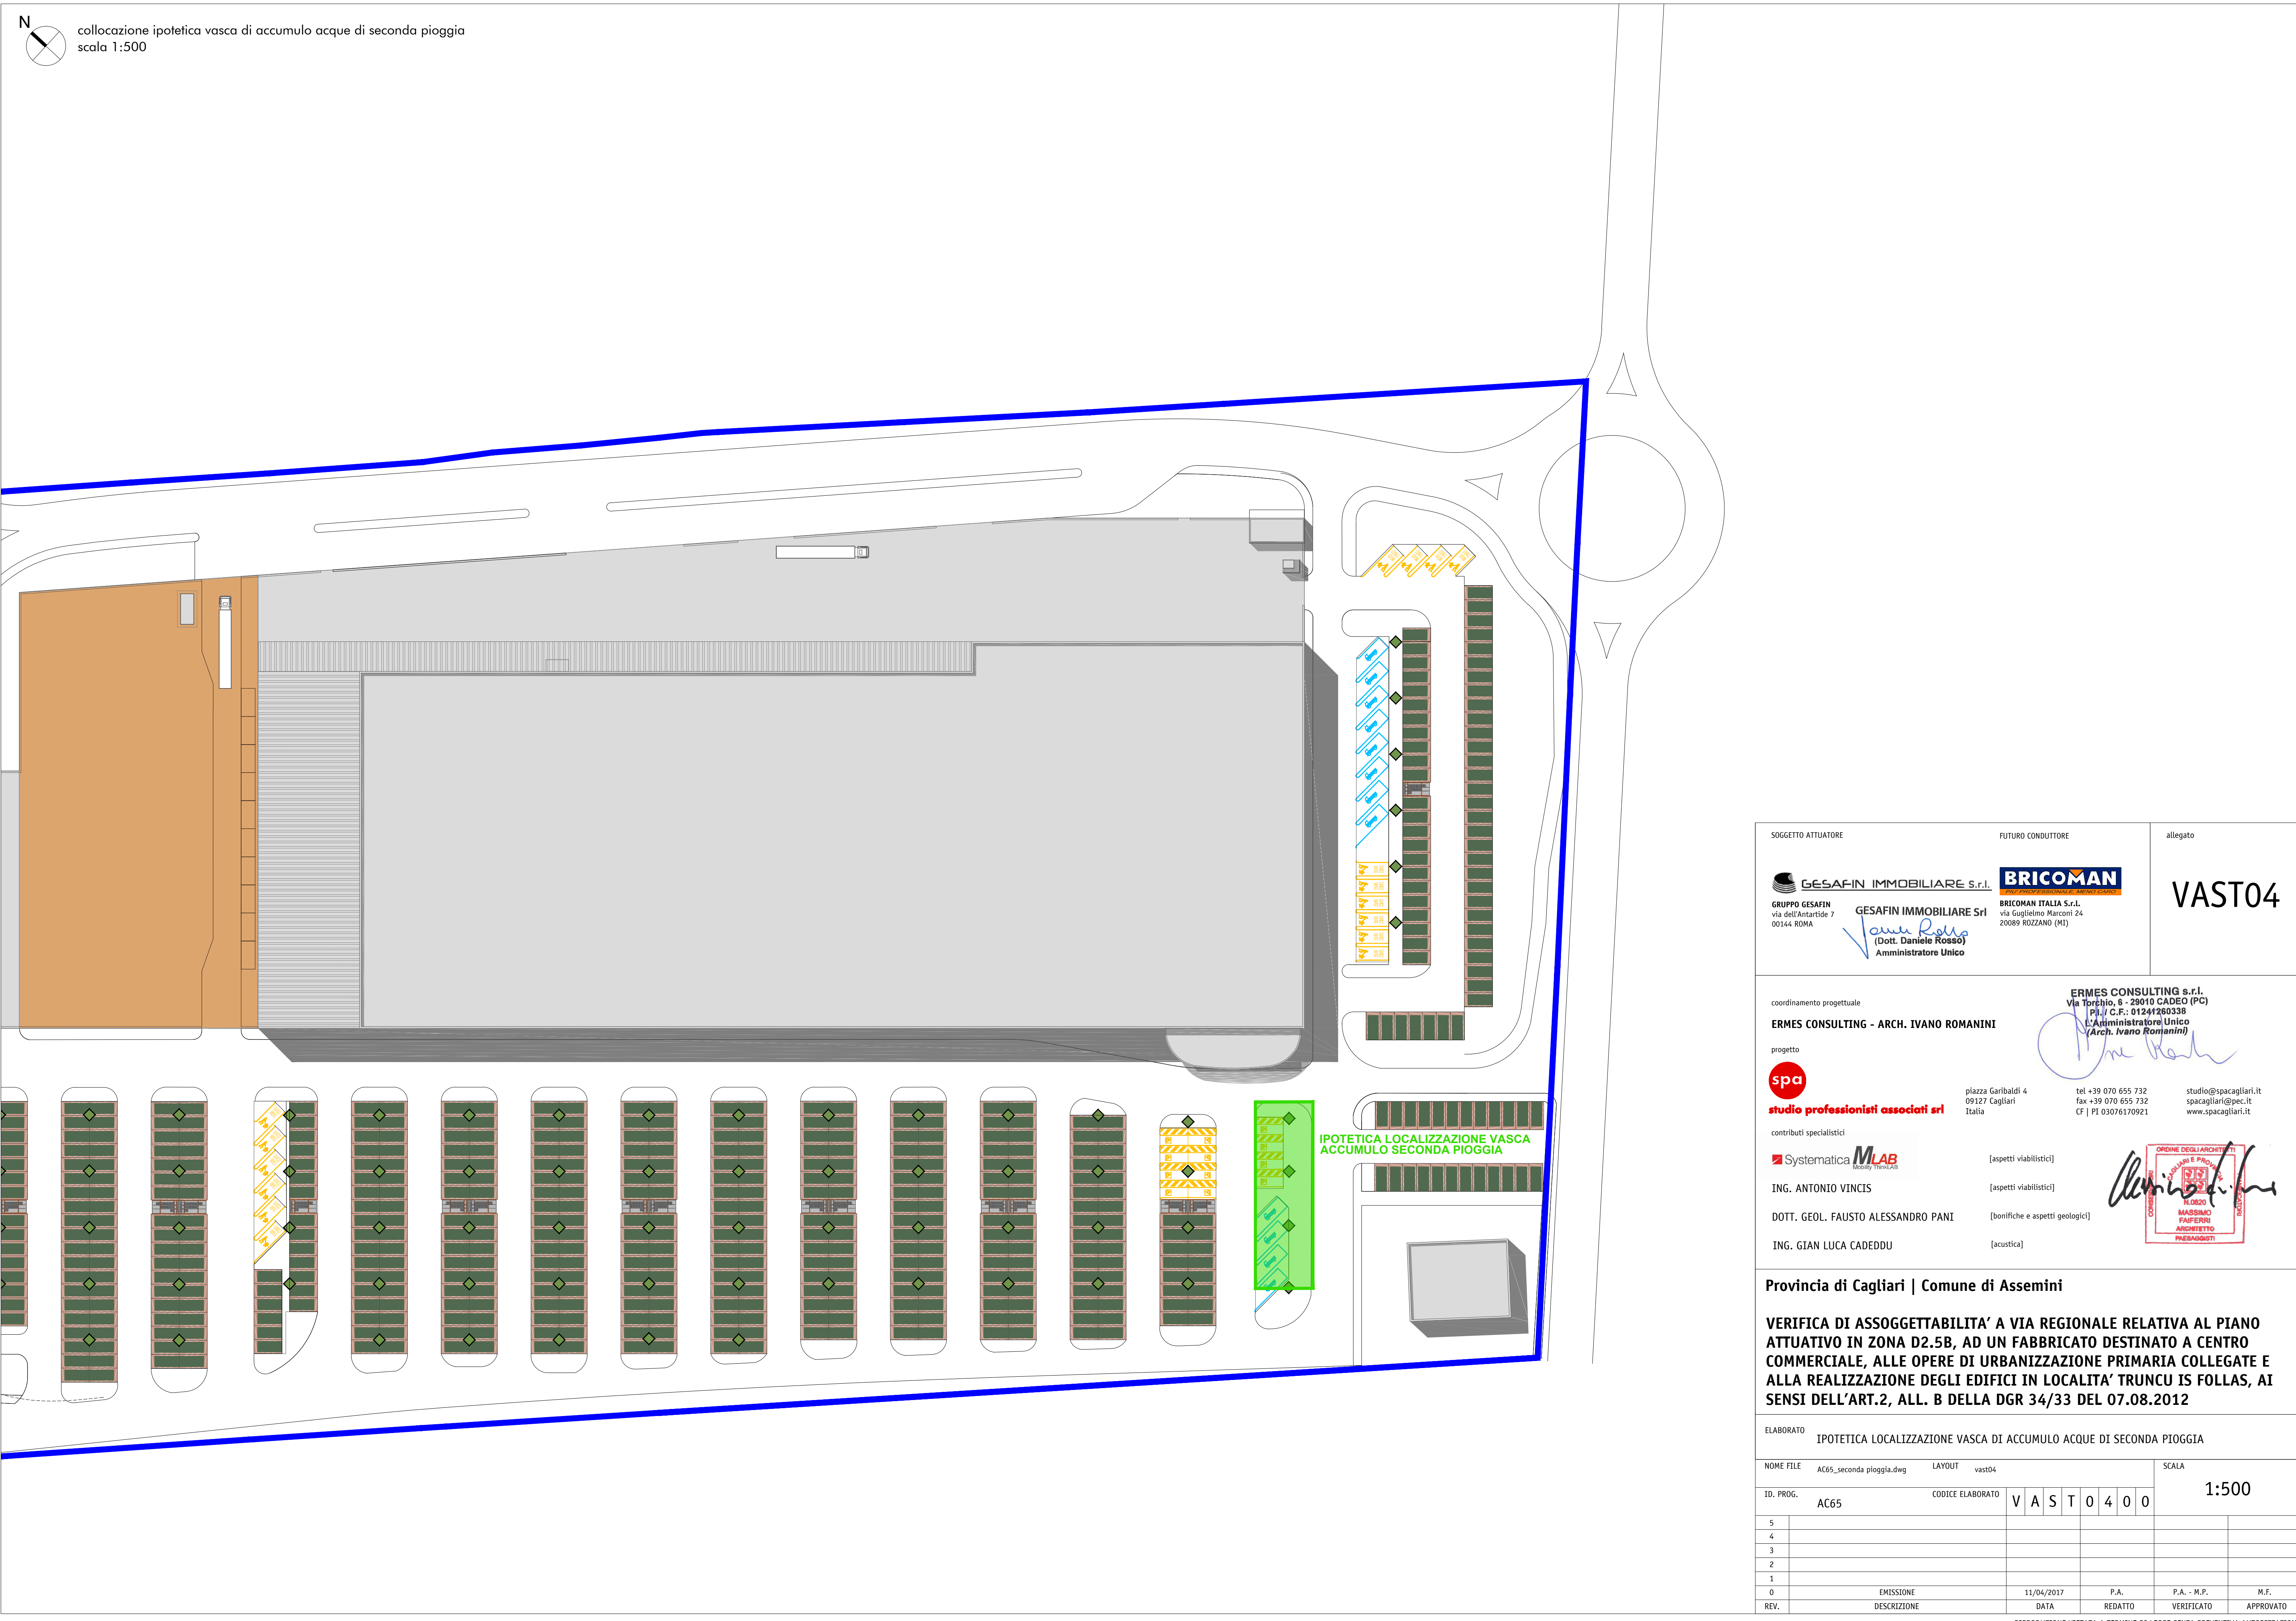 N
collocazione ipotetica vasca di accumulo acque di seconda pioggia
scala 1:500
IPOTETICA LOCALIZZAZIONE VASCA
ACCUMULO SECONDA PIOGGIA
SOGGETTO ATTUATORE
FUTURO CONDUTTORE
allegato
GESAFIN IMMOBILIARE S.r.l.
BRICOMAN
PIU' PROFESSIONALE, MENO CARO
VAST04
GRUPPO GESAFIN
via dell'Antartide 7
00144 ROMA
GESAFIN IMMOBILIARE Srl
(Dott. Daniele Rosso)
Amministratore Unico
BRICOMAN ITALIA S.r.l.
via Guglielmo Marconi 24
20089 ROZZANO (MI)
coordinamento progettuale
ERMES CONSULTING - ARCH. IVANO ROMANINI
ERMES CONSULTING s.r.l.
Via Torchio, 6 - 29010 CADEO (PC)
P.I. / C.F.: 01241260338
L'Amministratore Unico
(Arch. Ivano Romanini)
progetto
spa
studio professionisti associati srl
piazza Garibaldi 4
09127 Cagliari
Italia
tel +39 070 655 732
fax +39 070 655 732
CF | PI 03076170921
studio@spacagliari.it
spacagliari@pec.it
www.spacagliari.it
contributi specialistici
Systematica MLAB
Mobility ThinkLAB
[aspetti viabilistici]
ING. ANTONIO VINCIS
[aspetti viabilistici]
DOTT. GEOL. FAUSTO ALESSANDRO PANI
[bonifiche e aspetti geologici]
ING. GIAN LUCA CADEDDU
[acustica]
ORDINE DEGLI ARCHITETTI
CAGLIARI E PROVINCIA
N.0820
MASSIMO
FAIFERRI
ARCHITETTO
PAESAGGISTI
Provincia di Cagliari | Comune di Assemini
VERIFICA DI ASSOGGETTABILITA' A VIA REGIONALE RELATIVA AL PIANO
ATTUATIVO IN ZONA D2.5B, AD UN FABBRICATO DESTINATO A CENTRO
COMMERCIALE, ALLE OPERE DI URBANIZZAZIONE PRIMARIA COLLEGATE E
ALLA REALIZZAZIONE DEGLI EDIFICI IN LOCALITA' TRUNCU IS FOLLAS, AI
SENSI DELL'ART.2, ALL. B DELLA DGR 34/33 DEL 07.08.2012
ELABORATO
IPOTETICA LOCALIZZAZIONE VASCA DI ACCUMULO ACQUE DI SECONDA PIOGGIA
NOME FILE AC65_seconda pioggia.dwg LAYOUT vast04
SCALA
1:500
ID. PROG. AC65
CODICE ELABORATO V A S T 0 4 0 0
5
4
3
2
1
0 EMISSIONE 11/04/2017 P.A. P.A. - M.P. M.F.
REV. DESCRIZIONE DATA REDATTO VERIFICATO APPROVATO